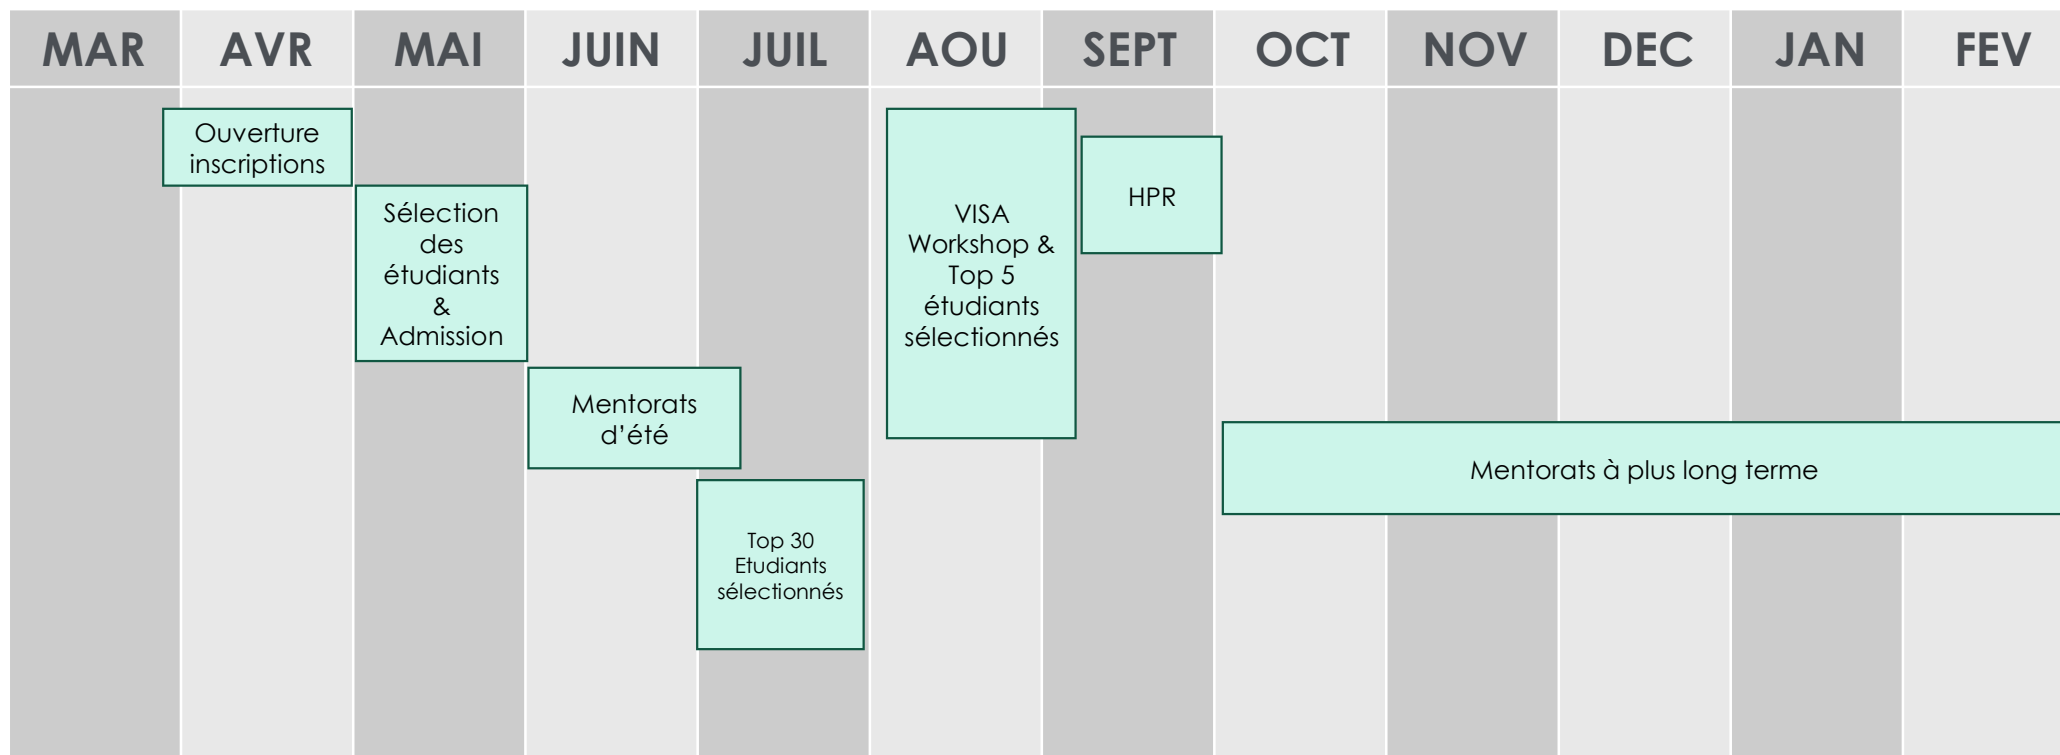 MAR AVR MAI JUIN JUIL AOU SEPT OCT NOV DEC JAN FEV
Ouverture
inscriptions
Sélection
des
étudiants
&
Admission
Mentorats
d’été
Top 30
Etudiants
sélectionnés
VISA
Workshop &
Top 5
étudiants
sélectionnés
HPR
Mentorats à plus long terme